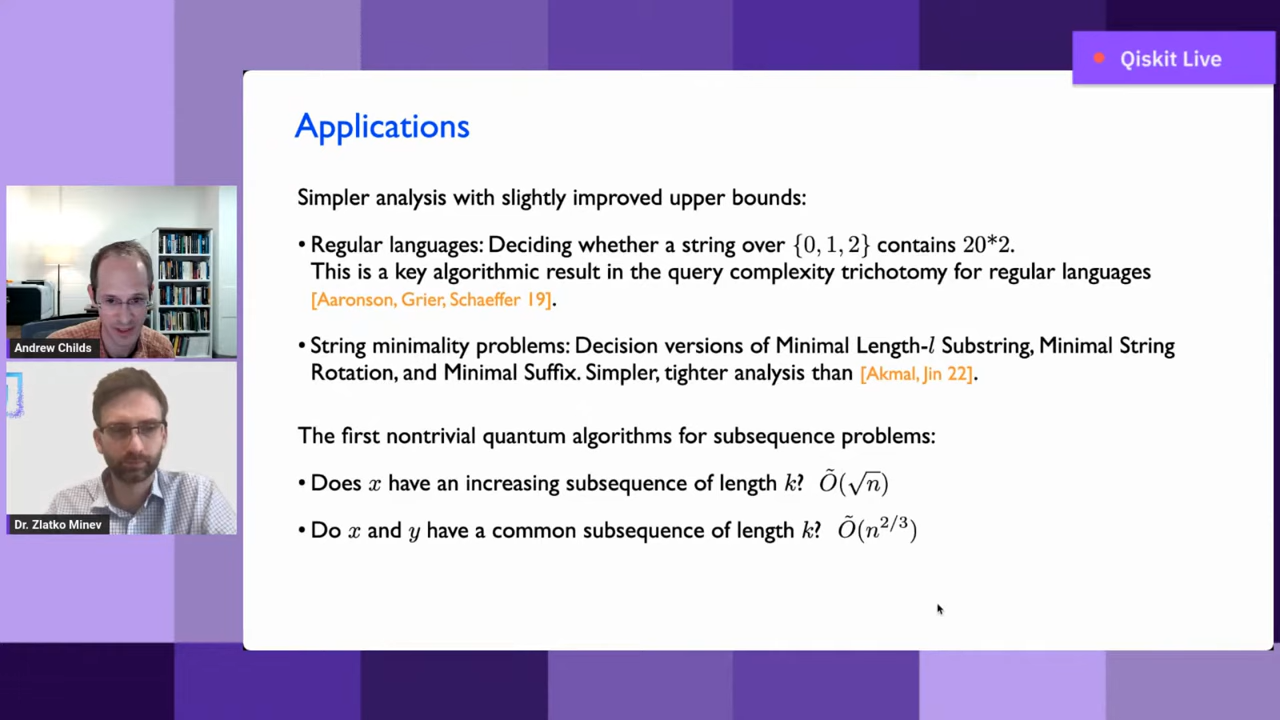 Qiskit Live
Applications
Simpler analysis with slightly improved upper bounds:
• Regular languages: Deciding whether a string over {0, 1, 2} contains 20*2.
This is a key algorithmic result in the query complexity trichotomy for regular languages
[Aaronson, Grier, Schaeffer 19].
• String minimality problems: Decision versions of Minimal Length-l Substring, Minimal String
Rotation, and Minimal Suffix. Simpler, tighter analysis than [Akmal, Jin 22].
The first nontrivial quantum algorithms for subsequence problems:
• Does x have an increasing subsequence of length k? Õ(√n)
• Do x and y have a common subsequence of length k? Õ(n^{2/3})
Andrew Childs
Dr. Zlatko Minev